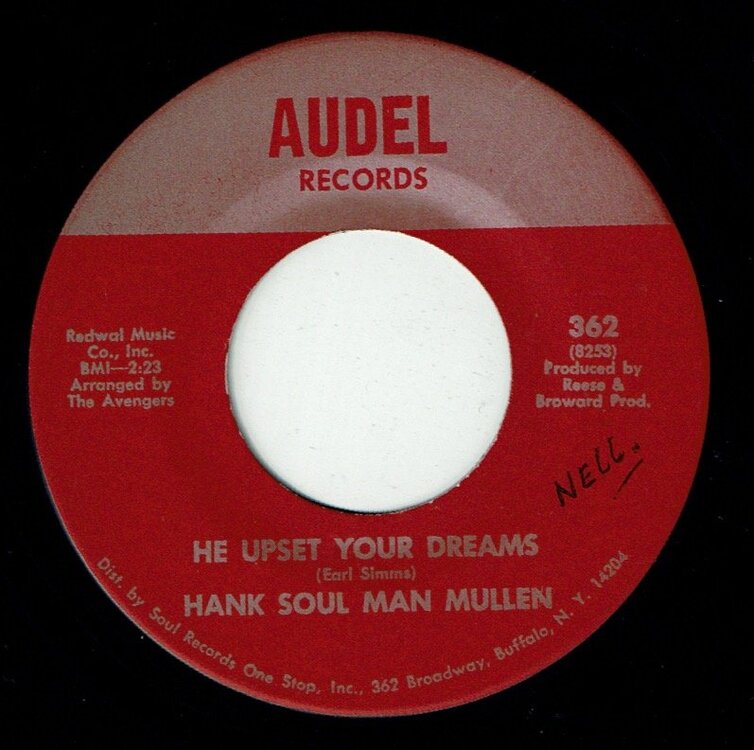 AUDEL
RECORDS
Redwal Music
Co., Inc.
BMI—2:23
Arranged by
The Avengers
362
(8253)
Produced by
Reese &
Broward Prod.
NELL.
HE UPSET YOUR DREAMS
(Earl Simms)
HANK SOUL MAN MULLEN
Dist. by Soul Records One Stop, Inc., 362 Broadway, Buffalo, N. Y. 14204